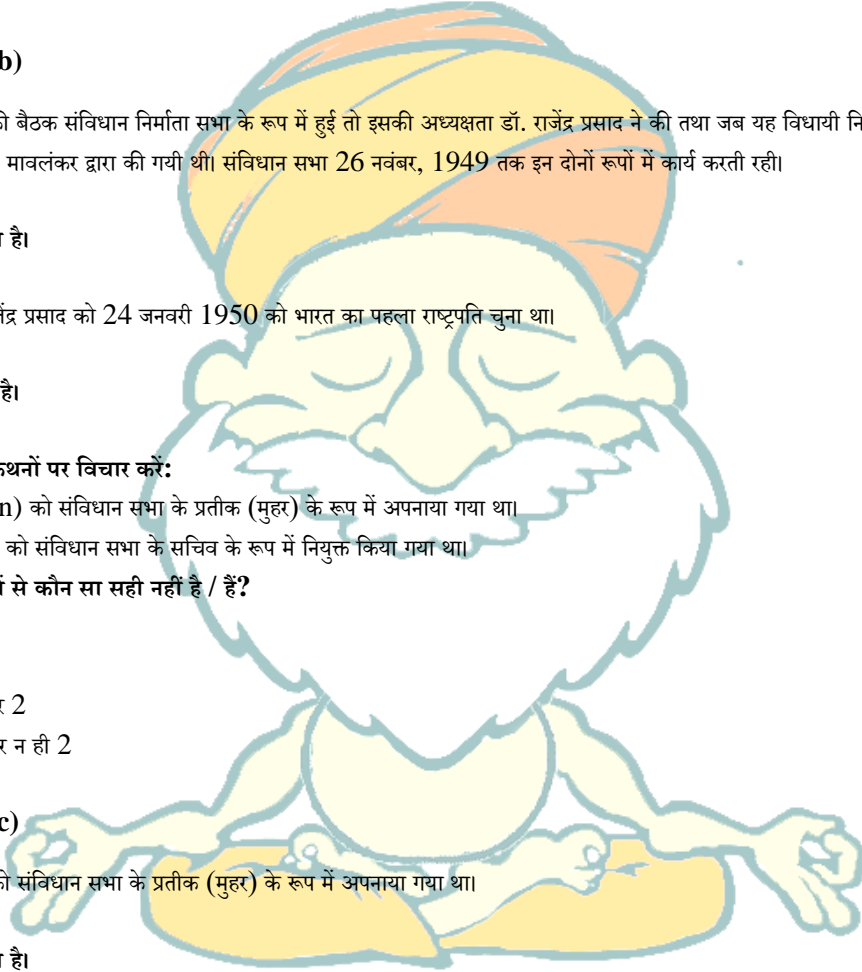 b)
ी बैठक संविधान निर्माता सभा के रूप में हुई तो इसकी अध्यक्षता डॉ. राजेंद्र प्रसाद ने की तथा जब यह विधायी नि
मावलंकर द्वारा की गयी थी। संविधान सभा 26 नवंबर, 1949 तक इन दोनों रूपों में कार्य करती रही।
है।
प्रसाद को 24 जनवरी 1950 को भारत का पहला राष्ट्रपति चुना था।
है।
कथनों पर विचार करें:
n) को संविधान सभा के प्रतीक (मुहर) के रूप में अपनाया गया था।
को संविधान सभा के सचिव के रूप में नियुक्त किया गया था।
से कौन सा सही नहीं है / हैं?
र 2
र न ही 2
c)
ो संविधान सभा के प्रतीक (मुहर) के रूप में अपनाया गया था।
है।